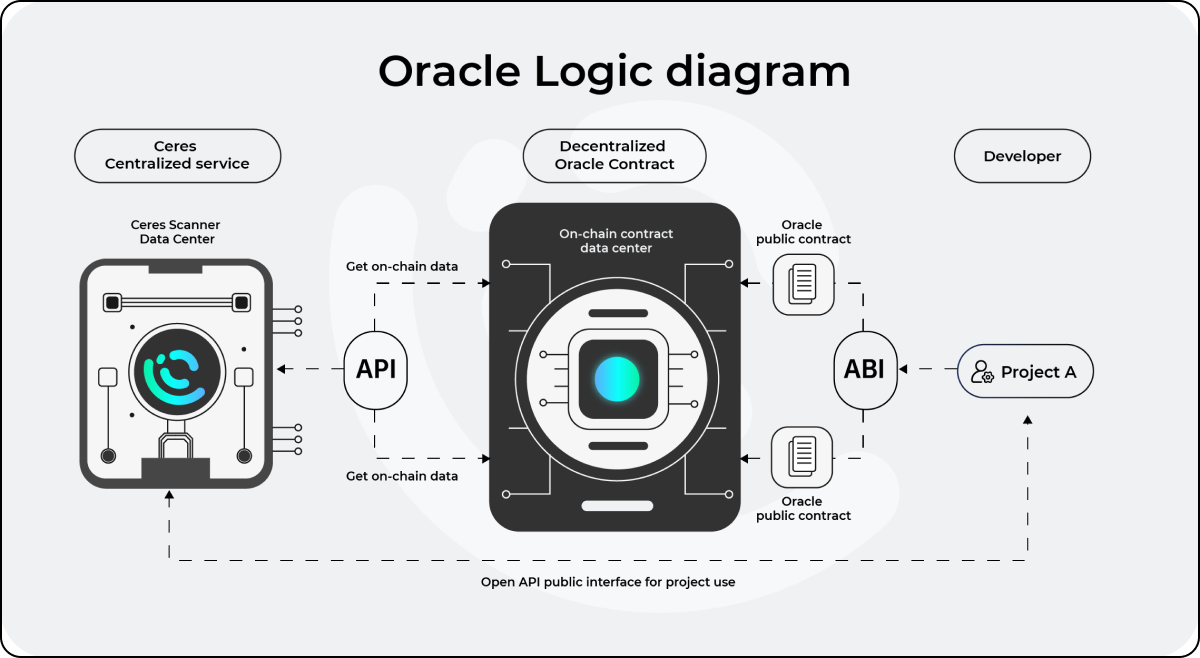 Oracle Logic diagram
Ceres
Centralized service
Decentralized
Oracle Contract
Developer
Ceres Scanner
Data Center
On-chain contract
data center
Oracle
public contract
Get on-chain data
API
ABI
Project A
Get on-chain data
Oracle
public contract
Open API public interface for project use